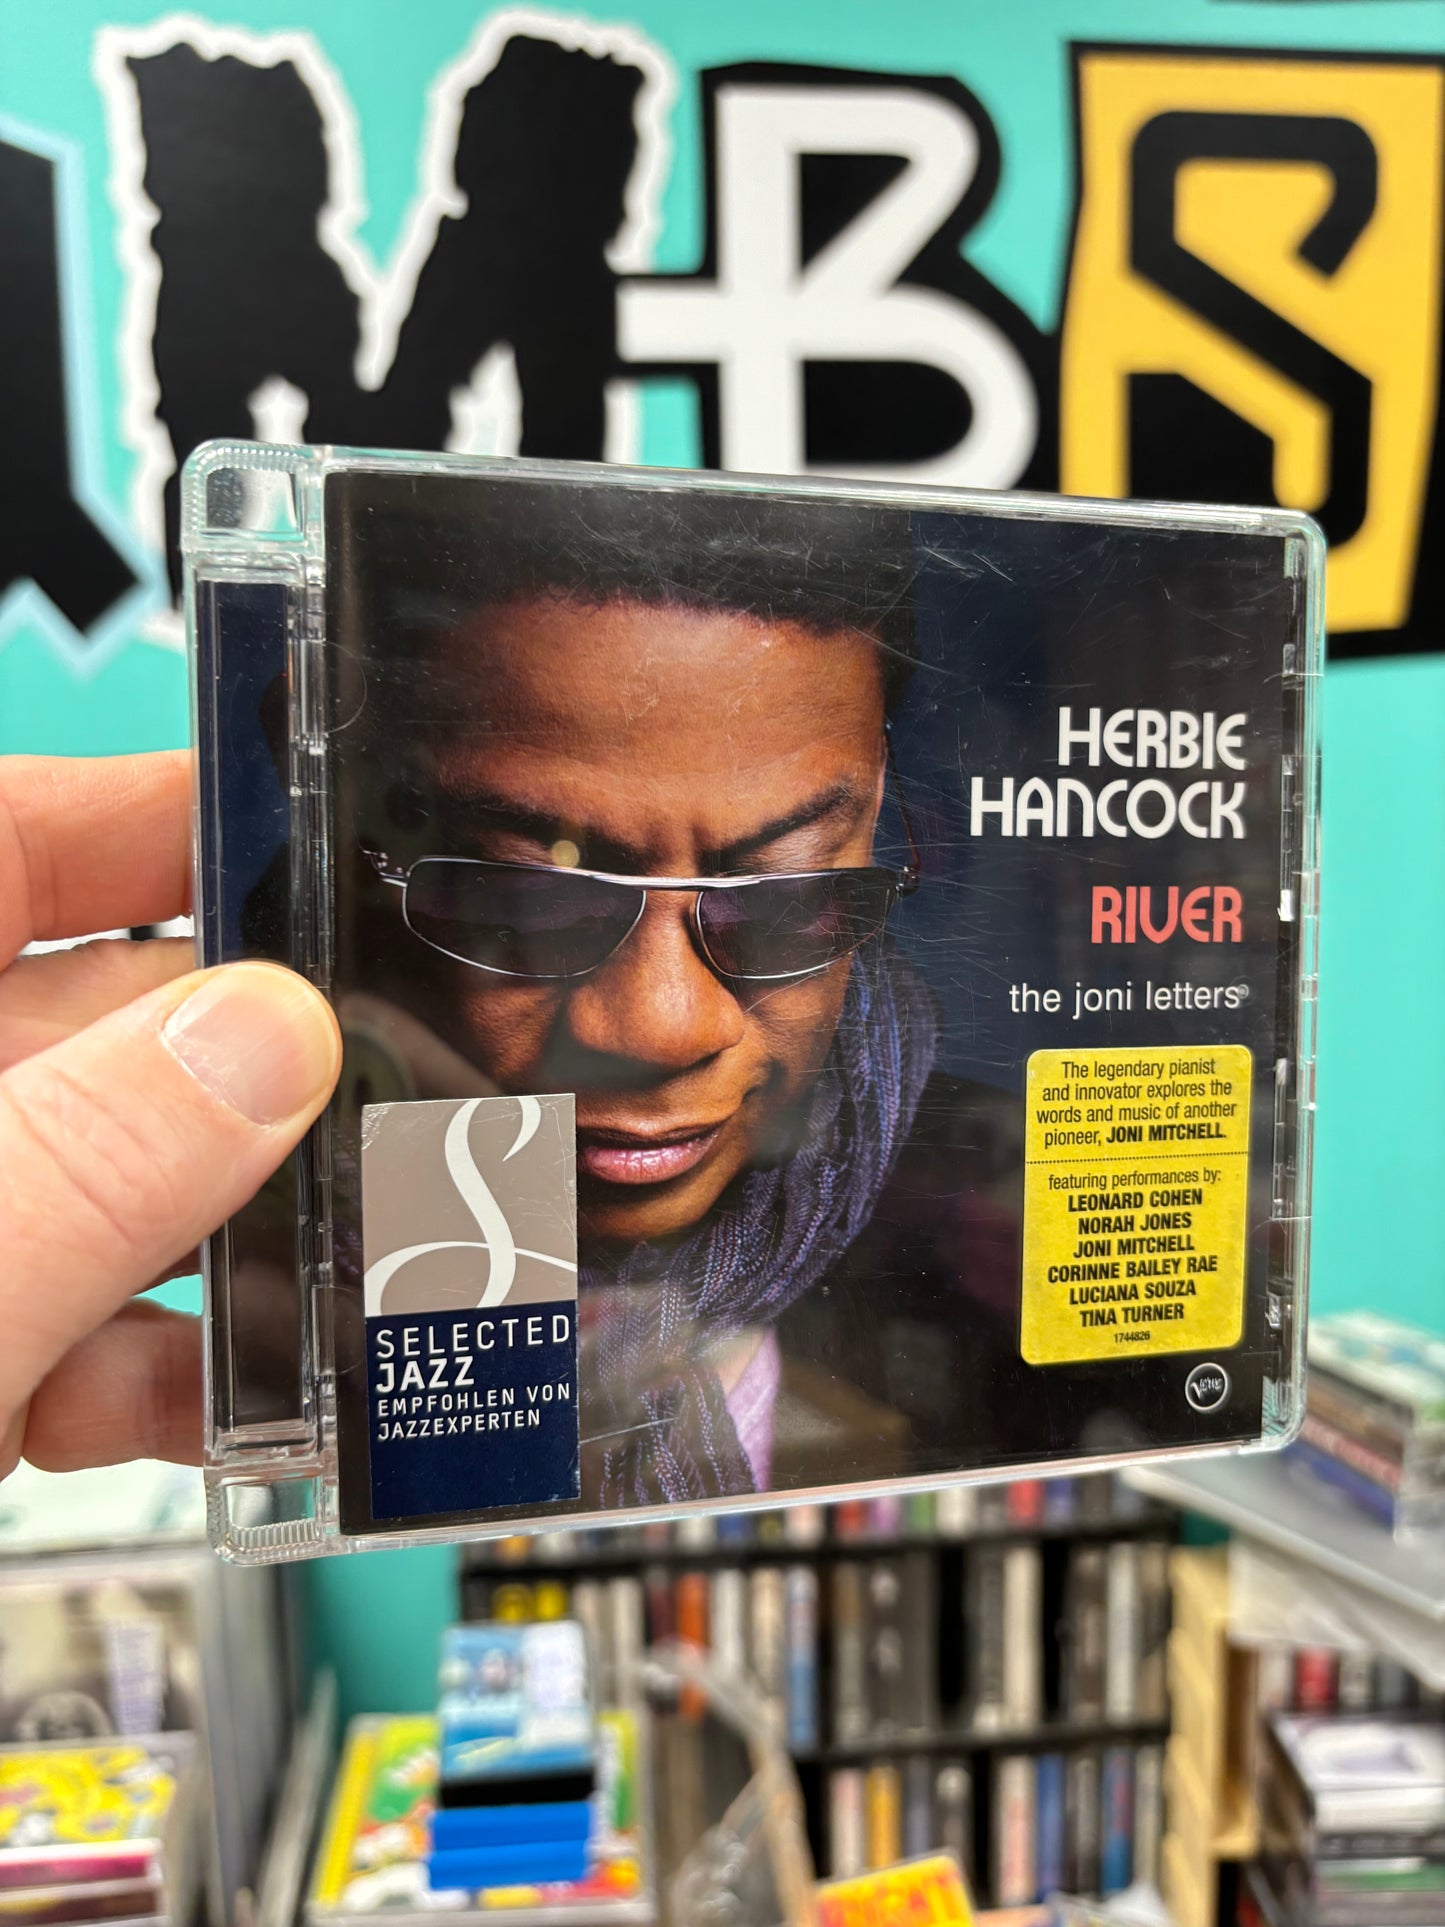 MBS
HERBIE
HANCOCK
RIVER
the joni letters
The legendary pianist
and innovator explores the
words and music of another
pioneer, JONI MITCHELL.
featuring performances by:
LEONARD COHEN
NORAH JONES
JONI MITCHELL
CORINNE BAILEY RAE
LUCIANA SOUZA
TINA TURNER
1744826
Verve
S
SELECTED
JAZZ
EMPFOHLEN VON
JAZZEXPERTEN